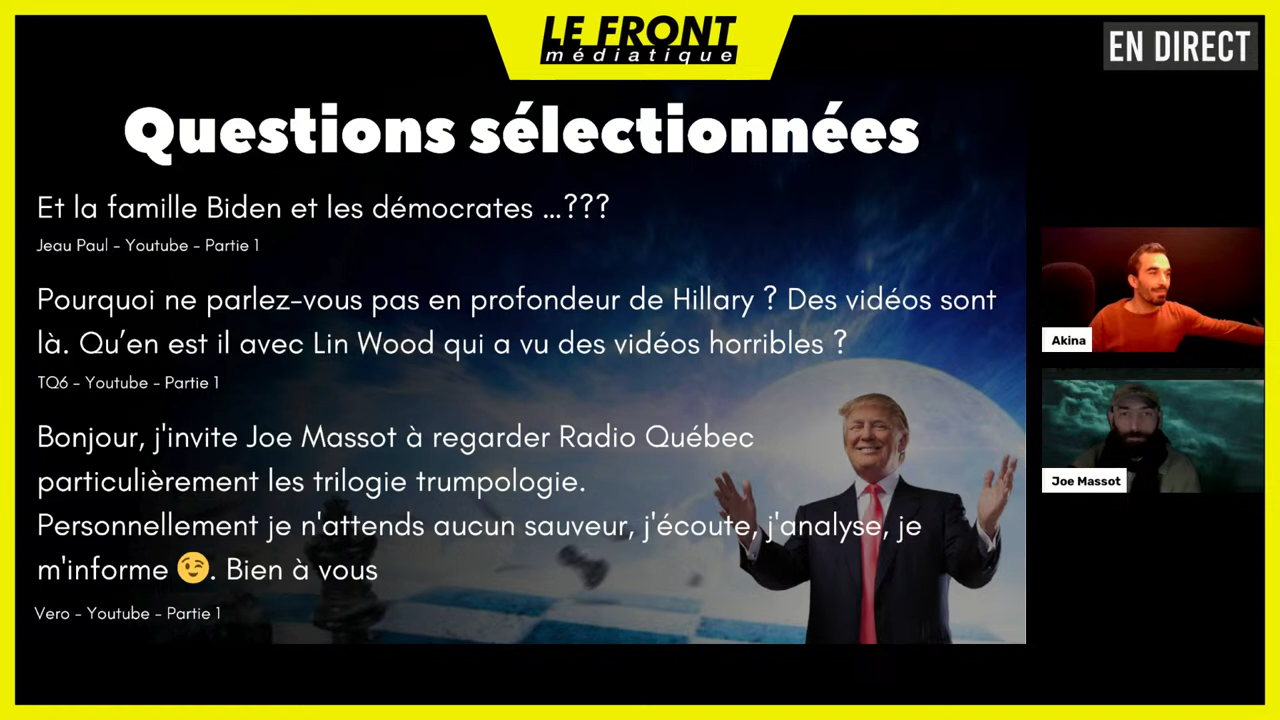 LE FRONT
médiatique
EN DIRECT
Questions sélectionnées
Et la famille Biden et les démocrates ...???
Jeau Paul - Youtube - Partie 1
Pourquoi ne parlez-vous pas en profondeur de Hillary ? Des vidéos sont
là. Qu’en est il avec Lin Wood qui a vu des vidéos horribles ?
TQ6 - Youtube - Partie 1
Bonjour, j'invite Joe Massot à regarder Radio Québec
particulièrement les trilogie trumpologie.
Personnellement je n'attends aucun sauveur, j'écoute, j'analyse, je
m'informe 😉. Bien à vous
Vero - Youtube - Partie 1
Akina
Joe Massot